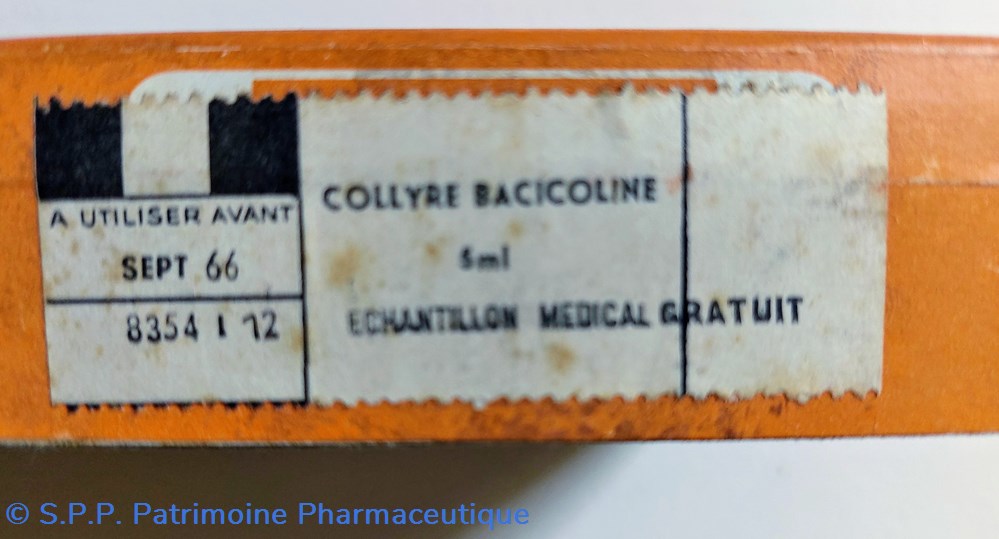 A UTILISER AVANT
SEPT 66
8354 I 12
COLLYRE BACICOLINE
5ml
ECHANTILLON MEDICAL GRATUIT
© S.P.P. Patrimoine Pharmaceutique